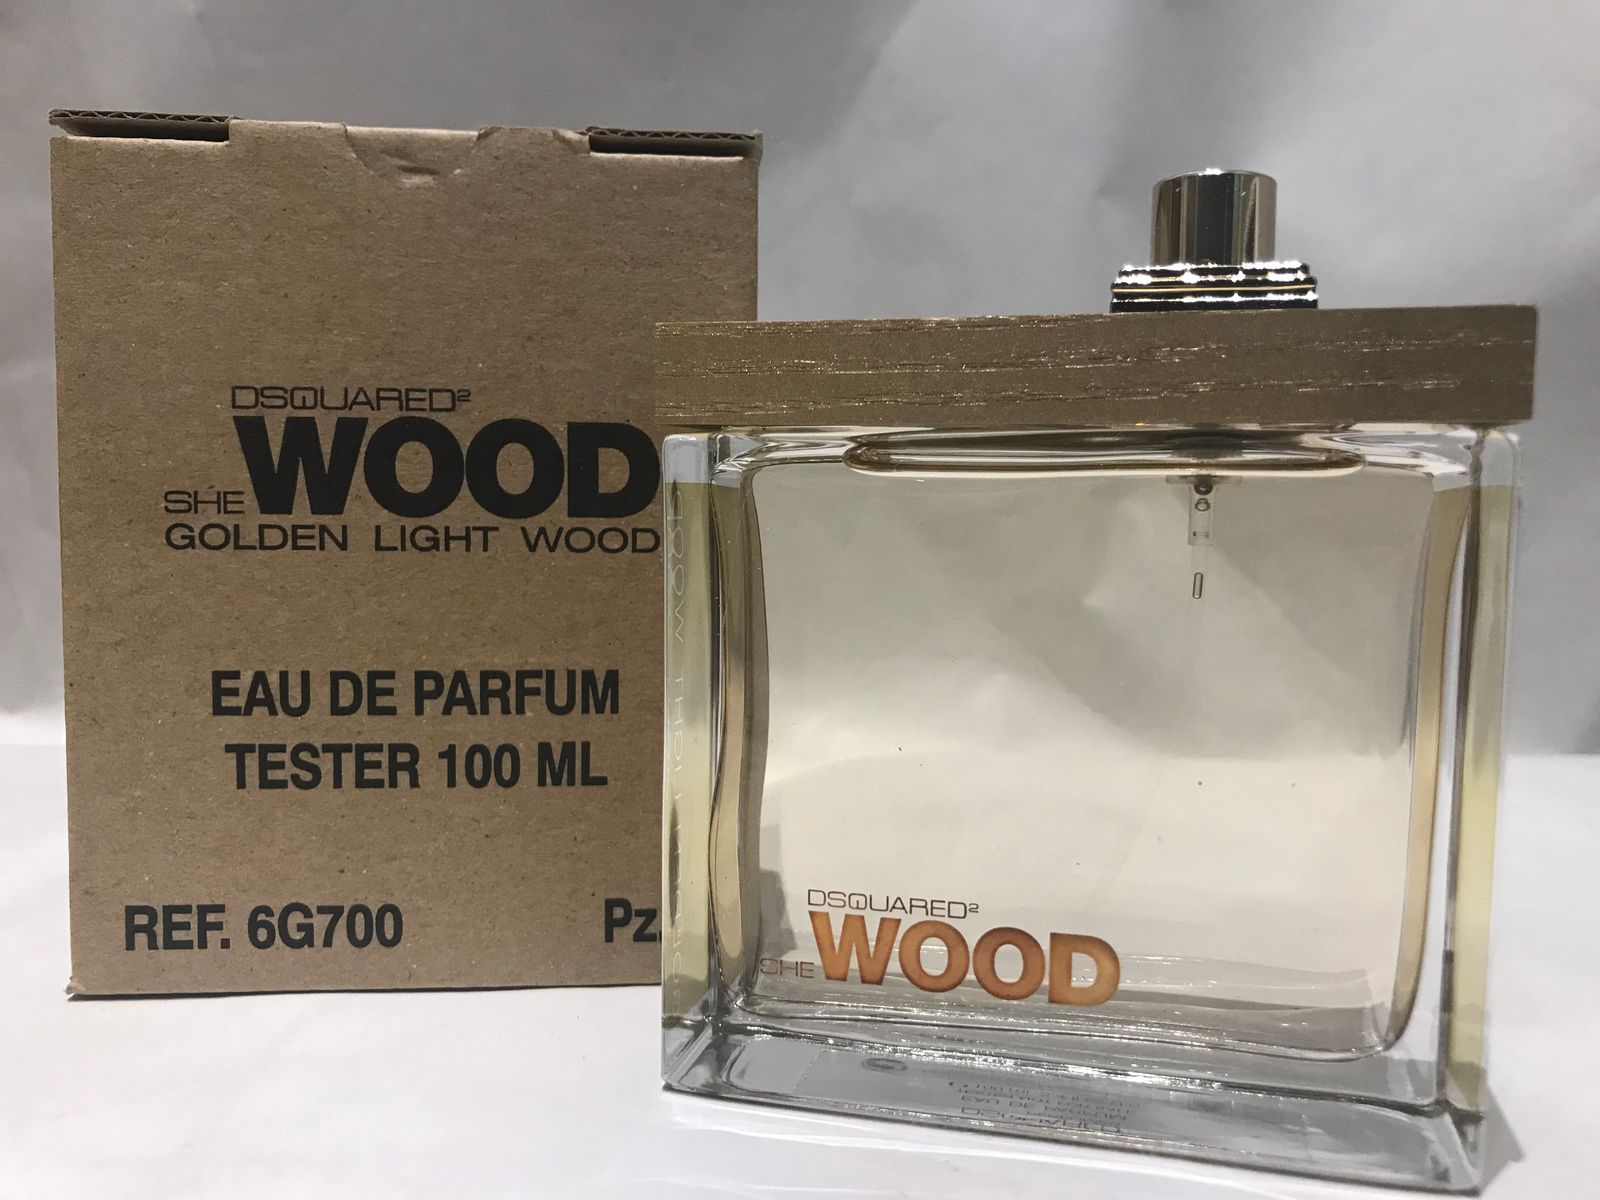 DSQUARED²
SHE WOOD
GOLDEN LIGHT WOOD
EAU DE PARFUM
TESTER 100 ML
REF. 6G700 Pz.
DSQUARED²
SHE WOOD